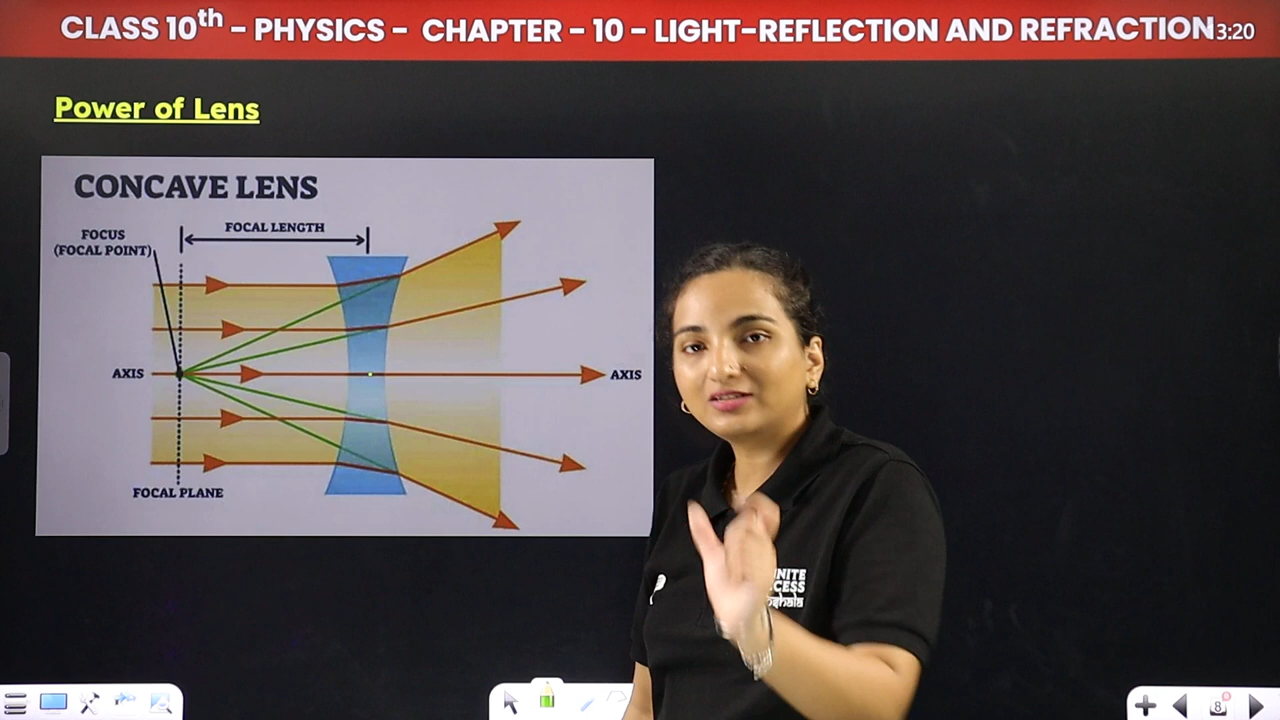 CLASS 10th - PHYSICS - CHAPTER - 10 - LIGHT-REFLECTION AND REFRACTION
3:20
Power of Lens
CONCAVE LENS
FOCUS
(FOCAL POINT)
FOCAL LENGTH
AXIS
AXIS
FOCAL PLANE
8